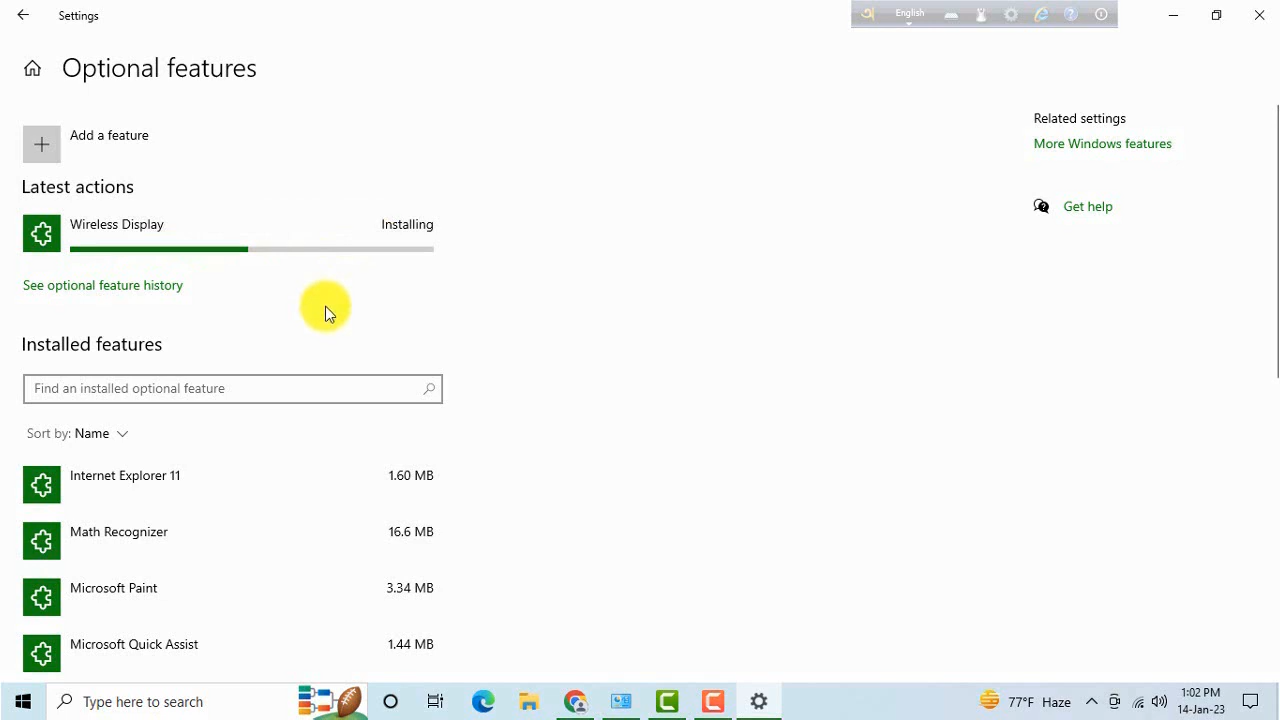 Settings
অ English
Optional features
Add a feature
Latest actions
Wireless Display Installing
See optional feature history
Installed features
Find an installed optional feature
Sort by: Name
Internet Explorer 11 1.60 MB
Math Recognizer 16.6 MB
Microsoft Paint 3.34 MB
Microsoft Quick Assist 1.44 MB
Related settings
More Windows features
Get help
Type here to search
77°F Haze
1:02 PM
14-Jan-23